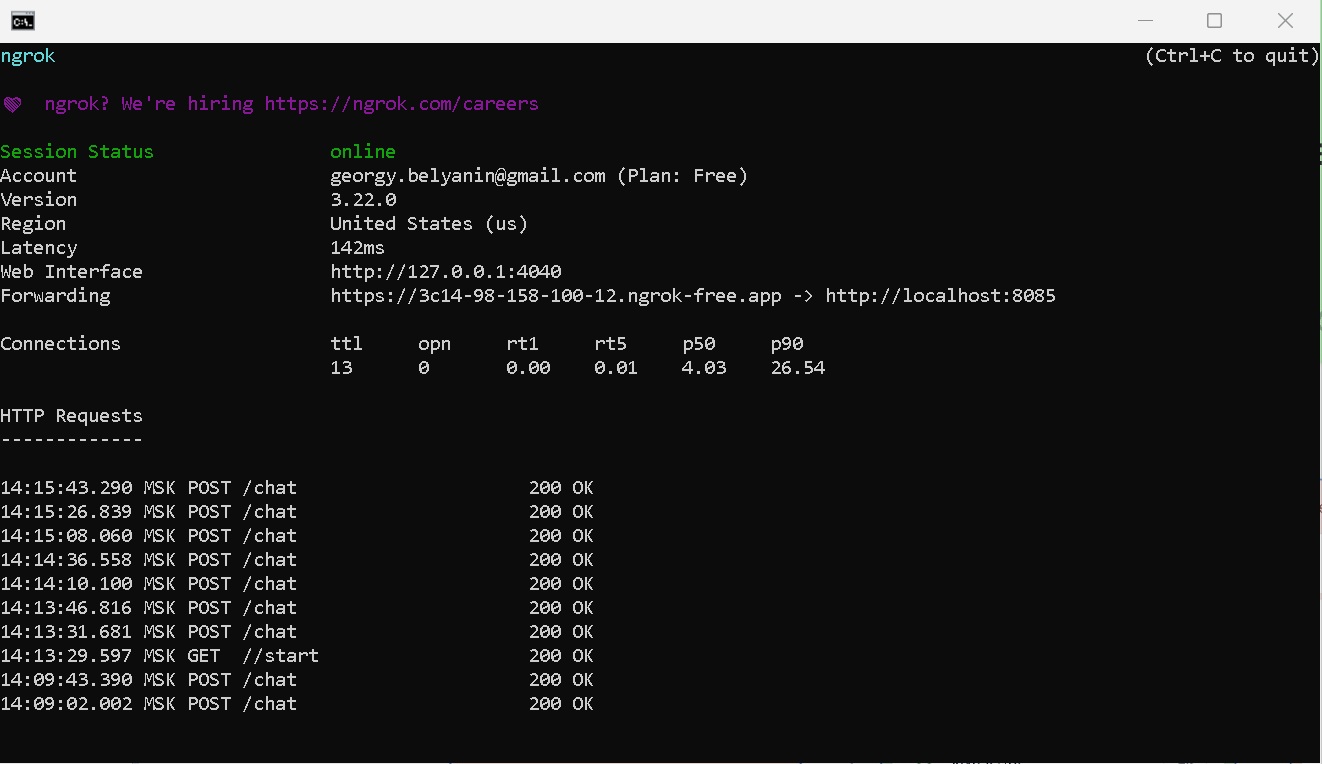 ngrok (Ctrl+C to quit)
ngrok? We're hiring https://ngrok.com/careers
Session Status online
Account georgy.belyanin@gmail.com (Plan: Free)
Version 3.22.0
Region United States (us)
Latency 142ms
Web Interface http://127.0.0.1:4040
Forwarding https://3c14-98-158-100-12.ngrok-free.app -> http://localhost:8085
Connections ttl opn rt1 rt5 p50 p90
13 0 0.00 0.01 4.03 26.54
HTTP Requests
-------------
14:15:43.290 MSK POST /chat 200 OK
14:15:26.839 MSK POST /chat 200 OK
14:15:08.060 MSK POST /chat 200 OK
14:14:36.558 MSK POST /chat 200 OK
14:14:10.100 MSK POST /chat 200 OK
14:13:46.816 MSK POST /chat 200 OK
14:13:31.681 MSK POST /chat 200 OK
14:13:29.597 MSK GET //start 200 OK
14:09:43.390 MSK POST /chat 200 OK
14:09:02.002 MSK POST /chat 200 OK